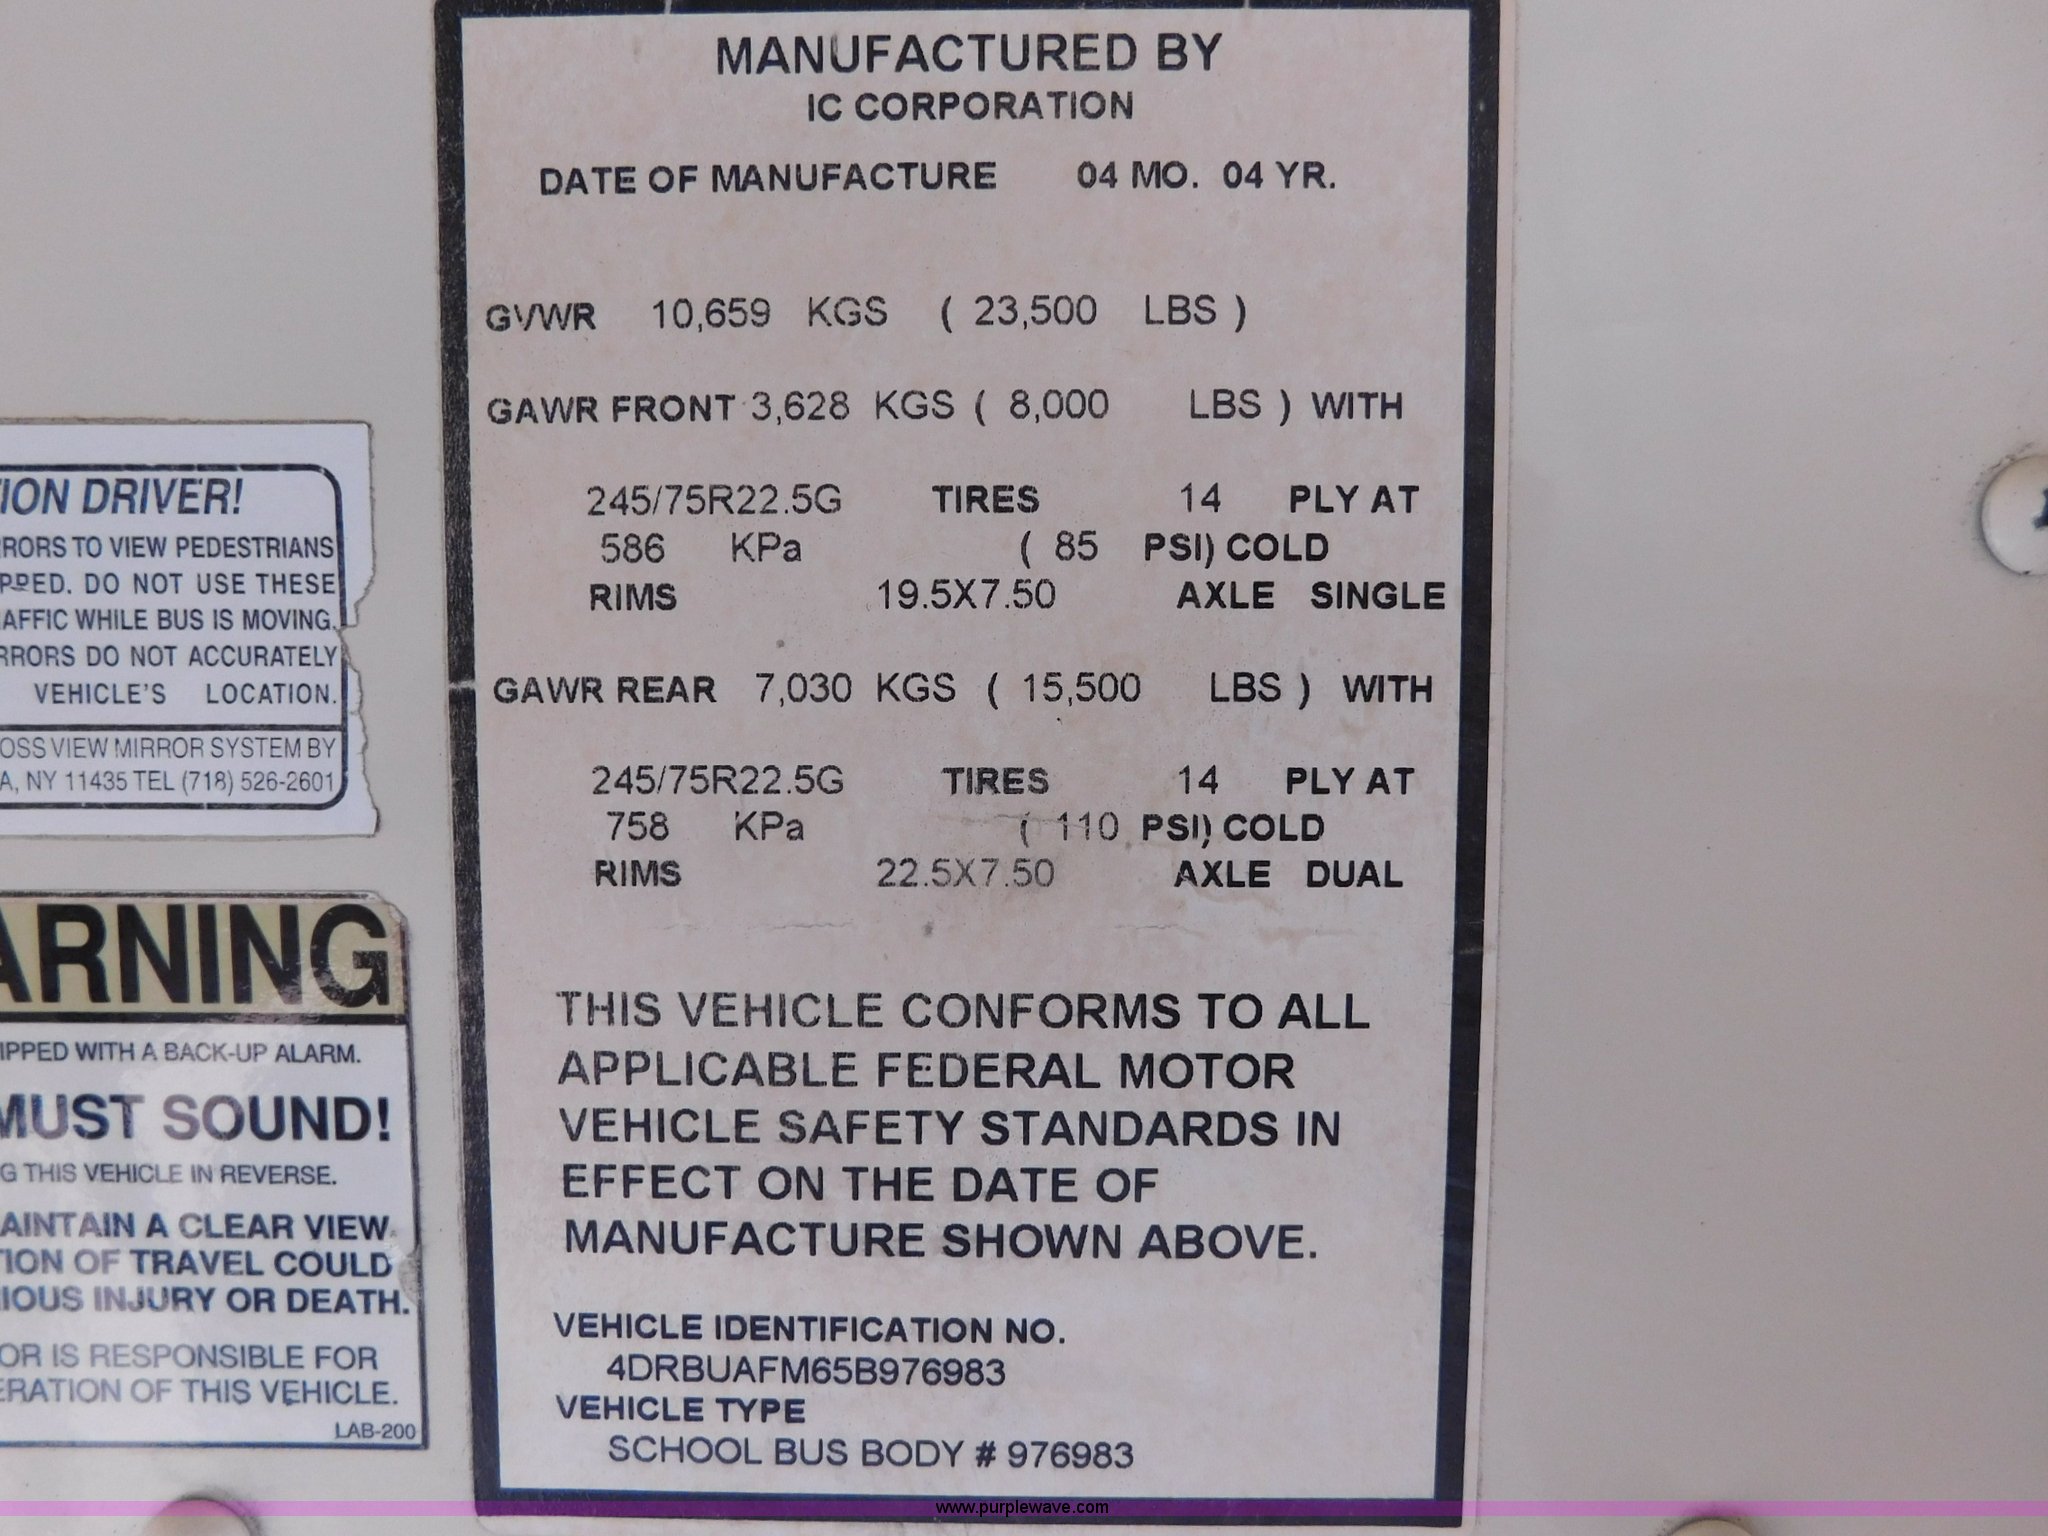 MANUFACTURED BY
IC CORPORATION
DATE OF MANUFACTURE 04 MO. 04 YR.
GVWR 10,659 KGS ( 23,500 LBS )
GAWR FRONT 3,628 KGS ( 8,000 LBS ) WITH
245/75R22.5G TIRES 14 PLY AT
586 KPa ( 85 PSI) COLD
RIMS 19.5X7.50 AXLE SINGLE
GAWR REAR 7,030 KGS ( 15,500 LBS ) WITH
245/75R22.5G TIRES 14 PLY AT
758 KPa ( 110 PSI) COLD
RIMS 22.5X7.50 AXLE DUAL
THIS VEHICLE CONFORMS TO ALL
APPLICABLE FEDERAL MOTOR
VEHICLE SAFETY STANDARDS IN
EFFECT ON THE DATE OF
MANUFACTURE SHOWN ABOVE.
VEHICLE IDENTIFICATION NO.
4DRBUAFM65B976983
VEHICLE TYPE
SCHOOL BUS BODY # 976983
ION DRIVER!
RORS TO VIEW PEDESTRIANS
PPED. DO NOT USE THESE
AFFIC WHILE BUS IS MOVING.
RRORS DO NOT ACCURATELY
VEHICLE'S LOCATION.
OSS VIEW MIRROR SYSTEM BY
A, NY 11435 TEL (718) 526-2601
ARNING
IPPED WITH A BACK-UP ALARM.
MUST SOUND!
G THIS VEHICLE IN REVERSE.
AINTAIN A CLEAR VIEW
TION OF TRAVEL COULD
IOUS INJURY OR DEATH.
OR IS RESPONSIBLE FOR
ERATION OF THIS VEHICLE.
LAB-200
www.purplewave.com